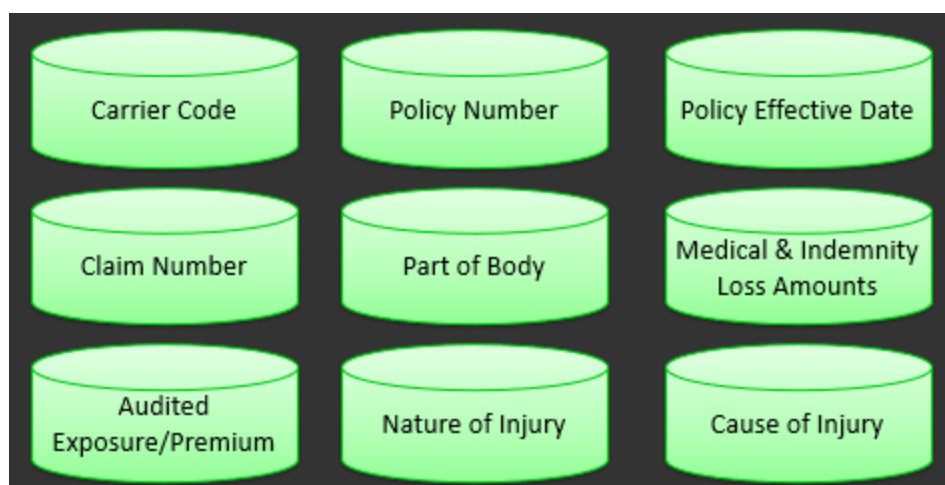 Carrier Code
Policy Number
Policy Effective Date
Claim Number
Part of Body
Medical & Indemnity
Loss Amounts
Audited
Exposure/Premium
Nature of Injury
Cause of Injury